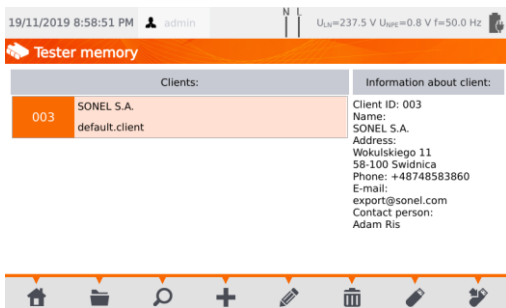 N L
19/11/2019 8:58:51 PM admin ULN=237.5 V UNPE=0.8 V f=50.0 Hz
Tester memory
Clients:
003
SONEL S.A.
default.client
Information about client:
Client ID: 003
Name:
SONEL S.A.
Address:
Wokulskiego 11
58-100 Swidnica
Phone: +48748583860
E-mail:
export@sonel.com
Contact person:
Adam Ris